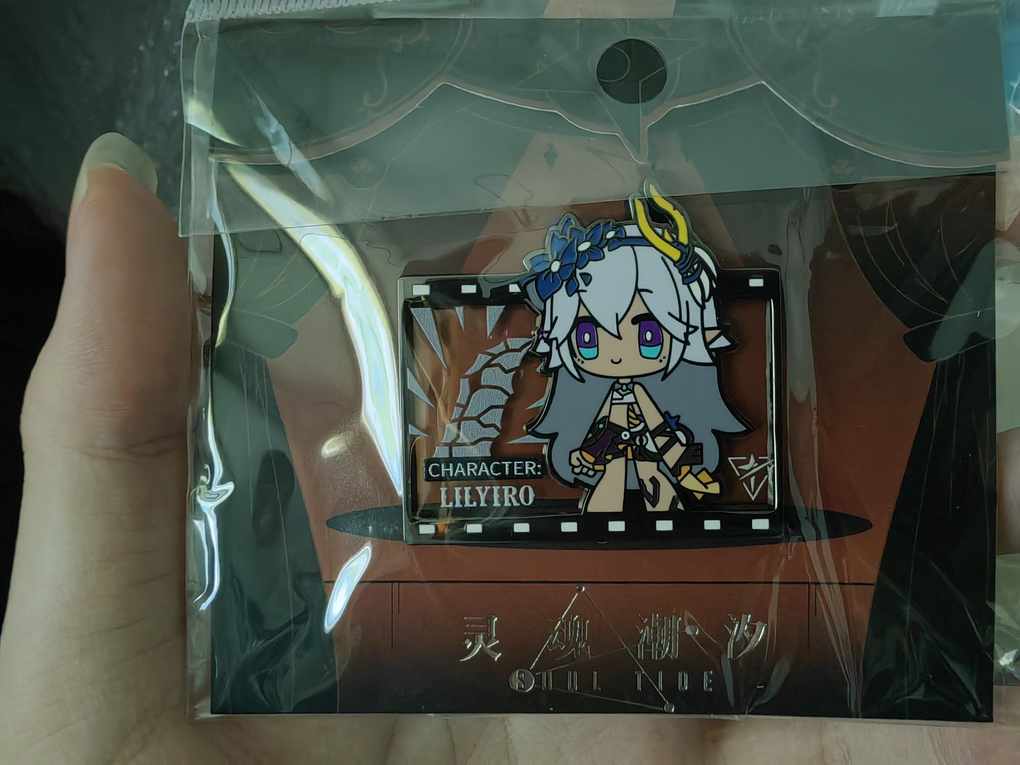 CHARACTER:
LILYIRO
灵魂潮汐
SOUL TIDE